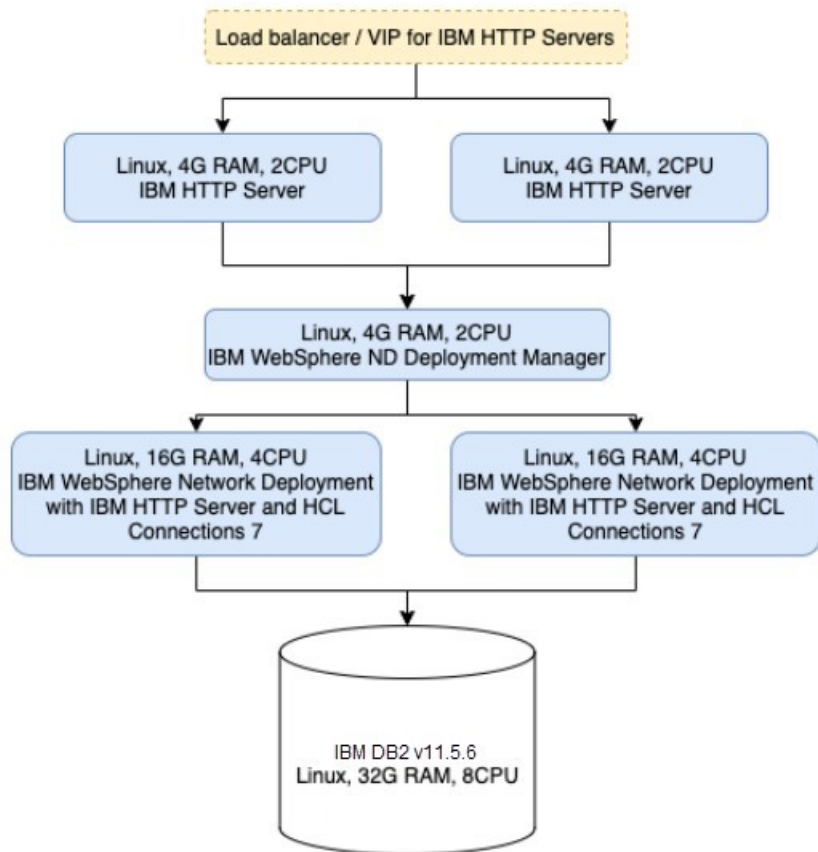 Load balancer / VIP for IBM HTTP Servers
Linux, 4G RAM, 2CPU
IBM HTTP Server
Linux, 4G RAM, 2CPU
IBM HTTP Server
Linux, 4G RAM, 2CPU
IBM WebSphere ND Deployment Manager
Linux, 16G RAM, 4CPU
IBM WebSphere Network Deployment
with IBM HTTP Server and HCL
Connections 7
Linux, 16G RAM, 4CPU
IBM WebSphere Network Deployment
with IBM HTTP Server and HCL
Connections 7
IBM DB2 v11.5.6
Linux, 32G RAM, 8CPU